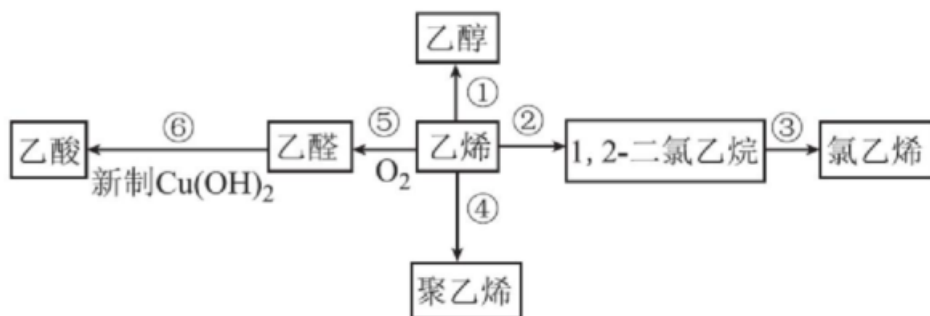 乙醇
①
乙酸
⑥
新制Cu(OH)₂
乙醛
⑤
O₂
乙烯
②
1, 2-二氯乙烷
③
氯乙烯
④
聚乙烯